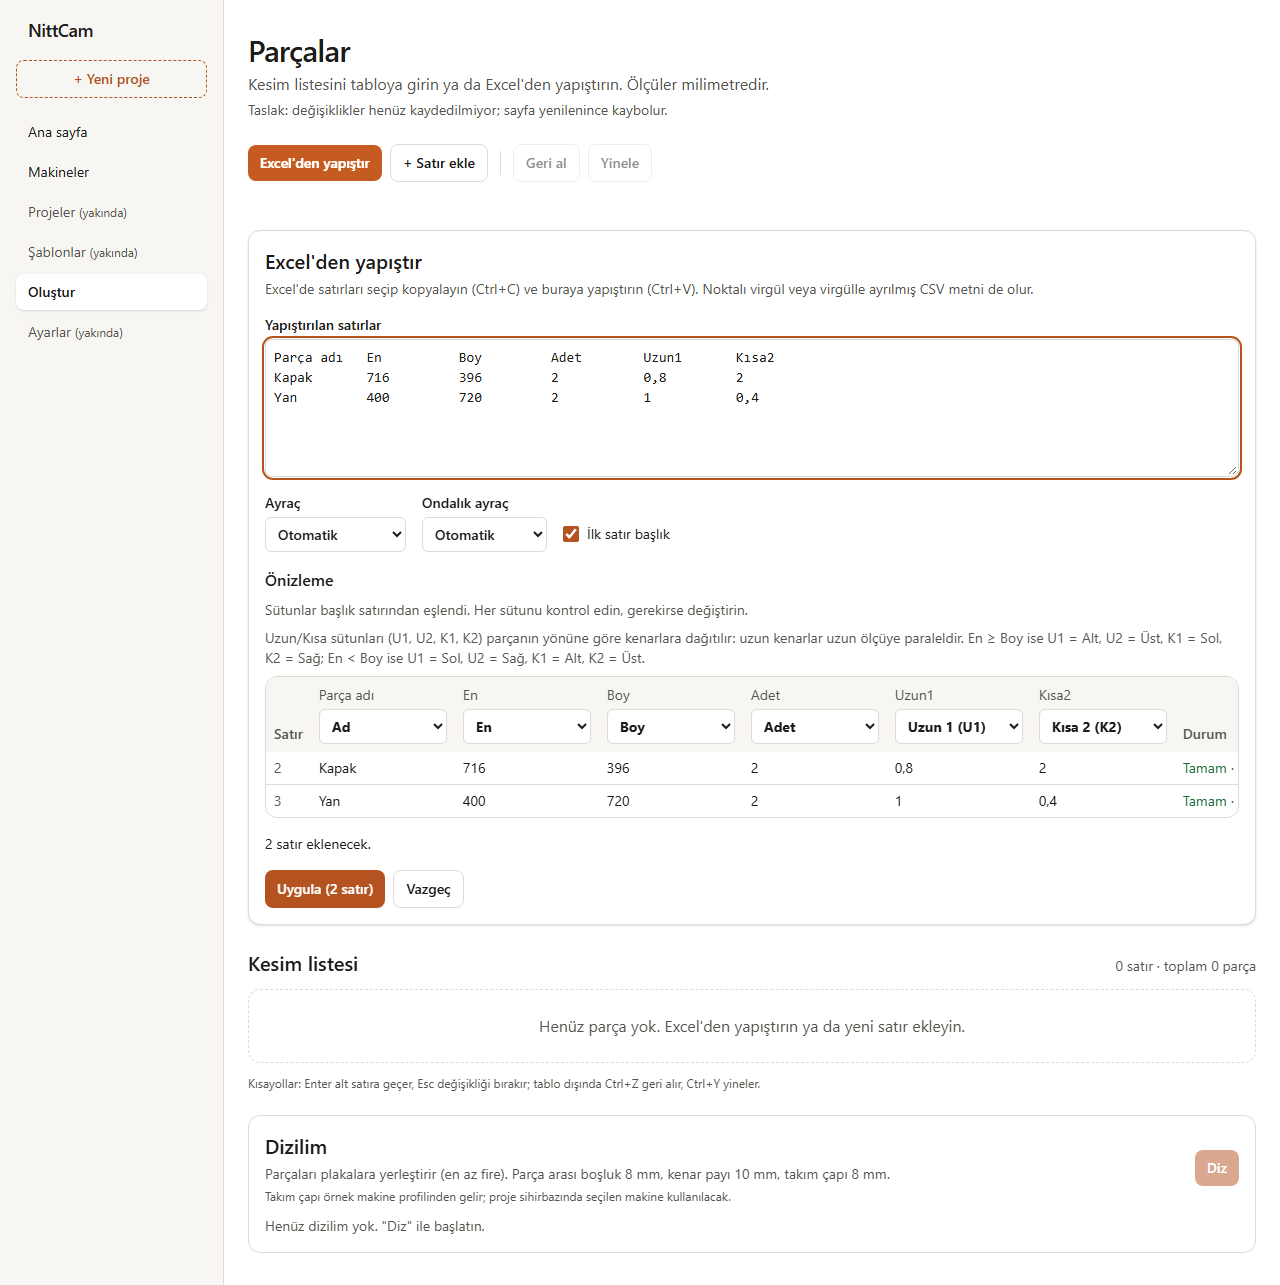 NittCam
+ Yeni proje
Ana sayfa
Makineler
Projeler (yakında)
Şablonlar (yakında)
Oluştur
Ayarlar (yakında)
Parçalar
Kesim listesini tabloya girin ya da Excel'den yapıştırın. Ölçüler milimetredir.
Taslak: değişiklikler henüz kaydedilmiyor; sayfa yenilenince kaybolur.
Excel'den yapıştır + Satır ekle Geri al Yinele
Excel'den yapıştır
Excel'de satırları seçip kopyalayın (Ctrl+C) ve buraya yapıştırın (Ctrl+V). Noktalı virgül veya virgülle ayrılmış CSV metni de olur.
Yapıştırılan satırlar
Parça adı En Boy Adet Uzun1 Kısa2
Kapak 716 396 2 0,8 2
Yan 400 720 2 1 0,4
Ayraç Ondalık ayraç
Otomatik Otomatik İlk satır başlık
Önizleme
Sütunlar başlık satırından eşlendi. Her sütunu kontrol edin, gerekirse değiştirin.
Uzun/Kısa sütunları (U1, U2, K1, K2) parçanın yönüne göre kenarlara dağıtılır: uzun kenarlar uzun ölçüye paraleldir. En ≥ Boy ise U1 = Alt, U2 = Üst, K1 = Sol,
K2 = Sağ; En < Boy ise U1 = Sol, U2 = Sağ, K1 = Alt, K2 = Üst.
Parça adı En Boy Adet Uzun1 Kısa2
Satır Ad En Boy Adet Uzun 1 (U1) Kısa 2 (K2) Durum
2 Kapak 716 396 2 0,8 2 Tamam ·
3 Yan 400 720 2 1 0,4 Tamam ·
2 satır eklenecek.
Uygula (2 satır) Vazgeç
Kesim listesi 0 satır · toplam 0 parça
Henüz parça yok. Excel'den yapıştırın ya da yeni satır ekleyin.
Kısayollar: Enter alt satıra geçer, Esc değişikliği bırakır; tablo dışında Ctrl+Z geri alır, Ctrl+Y yineler.
Dizilim
Parçaları plakalara yerleştirir (en az fire). Parça arası boşluk 8 mm, kenar payı 10 mm, takım çapı 8 mm.
Diz
Takım çapı örnek makine profilinden gelir; proje sihirbazında seçilen makine kullanılacak.
Henüz dizilim yok. "Diz" ile başlatın.